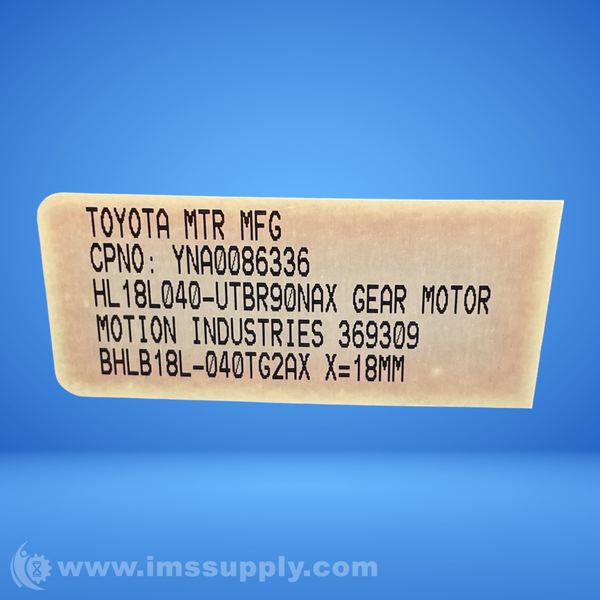 TOYOTA MTR MFG
CPNO: YNA0086336
HL18L040-UTBR90NAX GEAR MOTOR
MOTION INDUSTRIES 369309
BHLB18L-040TG2AX X=18MM
www.imssupply.com